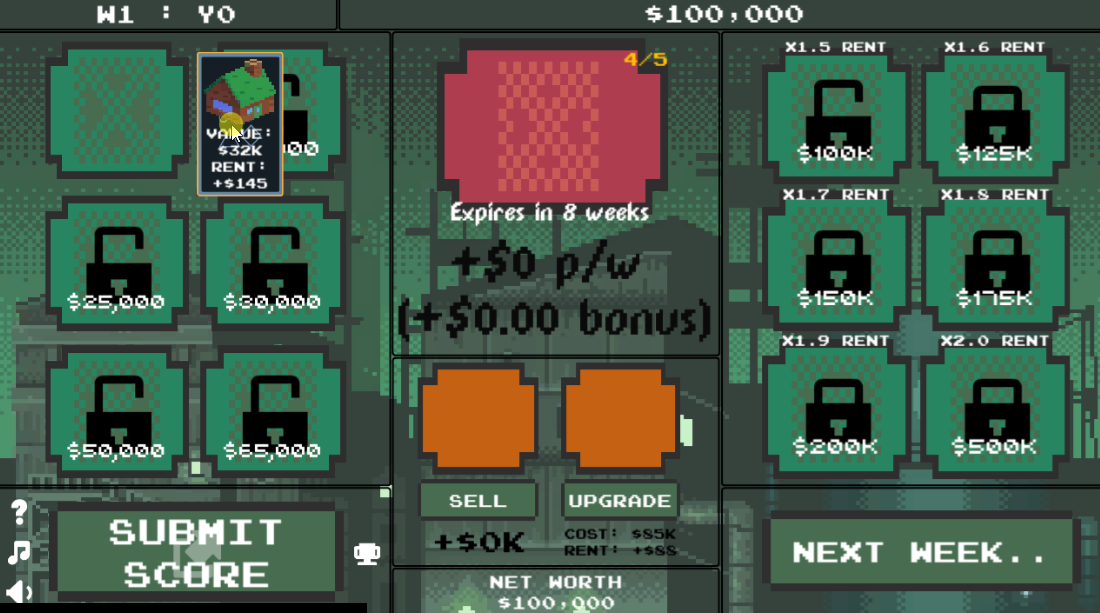 W1 : Y0
$100,000
VALUE:
$32K
RENT:
+$145
$25,000
$30,000
$50,000
$65,000
SUBMIT
SCORE
?
4/5
Expires in 8 weeks
+$0 p/w
(+$0.00 bonus)
SELL
UPGRADE
+$0K
COST: $85K
RENT: +$88
NET WORTH
$100,000
X1.5 RENT
X1.6 RENT
$100K
$125K
X1.7 RENT
X1.8 RENT
$150K
$175K
X1.9 RENT
X2.0 RENT
$200K
$500K
NEXT WEEK..